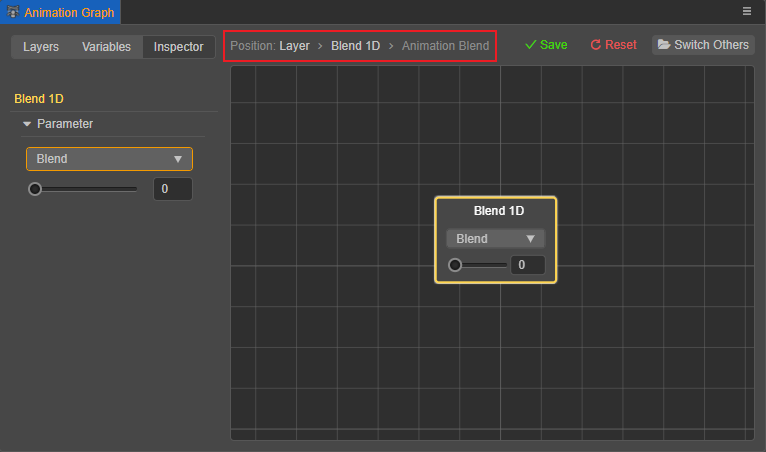 Animation Graph
Layers Variables Inspector
Position: Layer > Blend 1D > Animation Blend
Save Reset Switch Others
Blend 1D
Parameter
Blend
0
Blend 1D
Blend
0